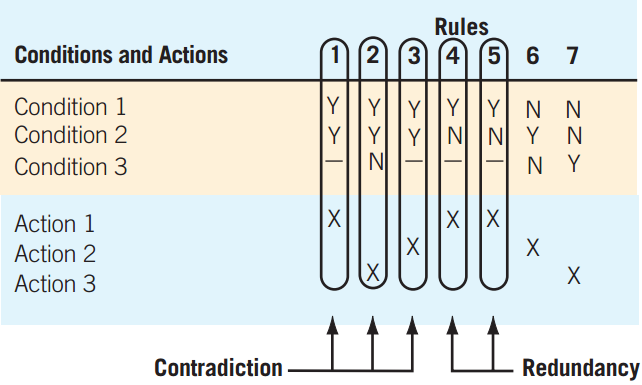 Rules
Conditions and Actions 1 2 3 4 5 6 7
Condition 1 Y Y Y Y Y N N
Condition 2 Y Y Y N N Y N
Condition 3 — N — — — N Y
Action 1 X X X
Action 2 X X
Action 3 X X
Contradiction Redundancy